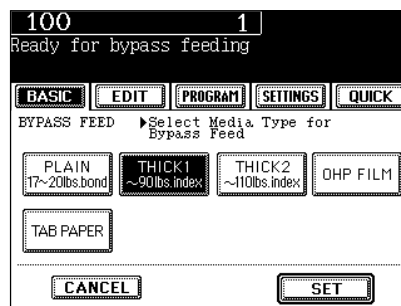 100 1
Ready for bypass feeding
BASIC EDIT PROGRAM SETTINGS QUICK
BYPASS FEED ▶Select Media Type for
Bypass Feed
PLAIN THICK1 THICK2 OHP FILM
17~20lbs.bond ~90lbs.index ~110lbs.index
TAB PAPER
CANCEL SET